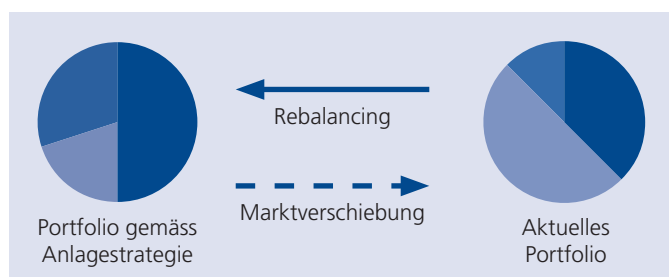 Rebalancing
Marktverschiebung
Portfolio gemäss
Anlagestrategie
Aktuelles
Portfolio